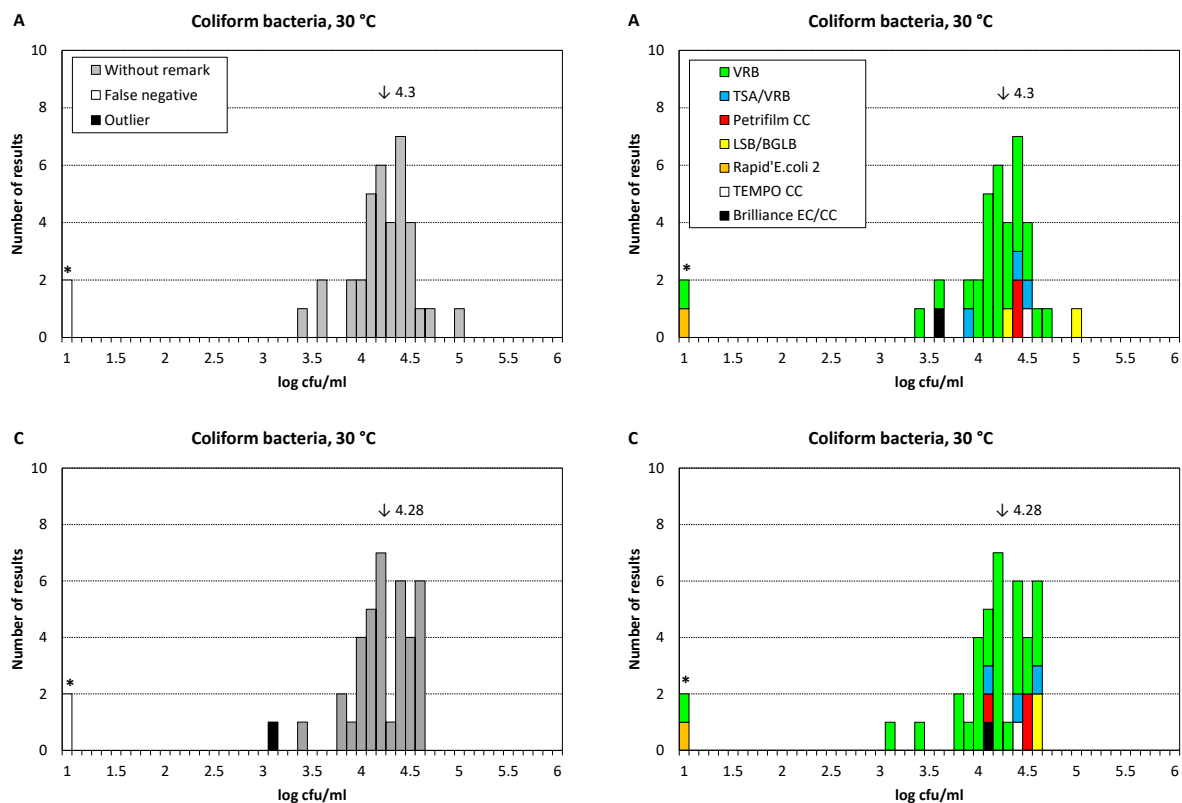 A
Coliform bacteria, 30 °C
Number of results
10
8
6
4
2
0
Without remark
False negative
Outlier
↓ 4.3
*
1 1.5 2 2.5 3 3.5 4 4.5 5 5.5 6
log cfu/ml
A
Coliform bacteria, 30 °C
Number of results
10
8
6
4
2
0
VRB
TSA/VRB
Petrifilm CC
LSB/BGLB
Rapid'E.coli 2
TEMPO CC
Brilliance EC/CC
↓ 4.3
*
1 1.5 2 2.5 3 3.5 4 4.5 5 5.5 6
log cfu/ml
C
Coliform bacteria, 30 °C
Number of results
10
8
6
4
2
0
↓ 4.28
*
1 1.5 2 2.5 3 3.5 4 4.5 5 5.5 6
log cfu/ml
C
Coliform bacteria, 30 °C
Number of results
10
8
6
4
2
0
↓ 4.28
*
1 1.5 2 2.5 3 3.5 4 4.5 5 5.5 6
log cfu/ml